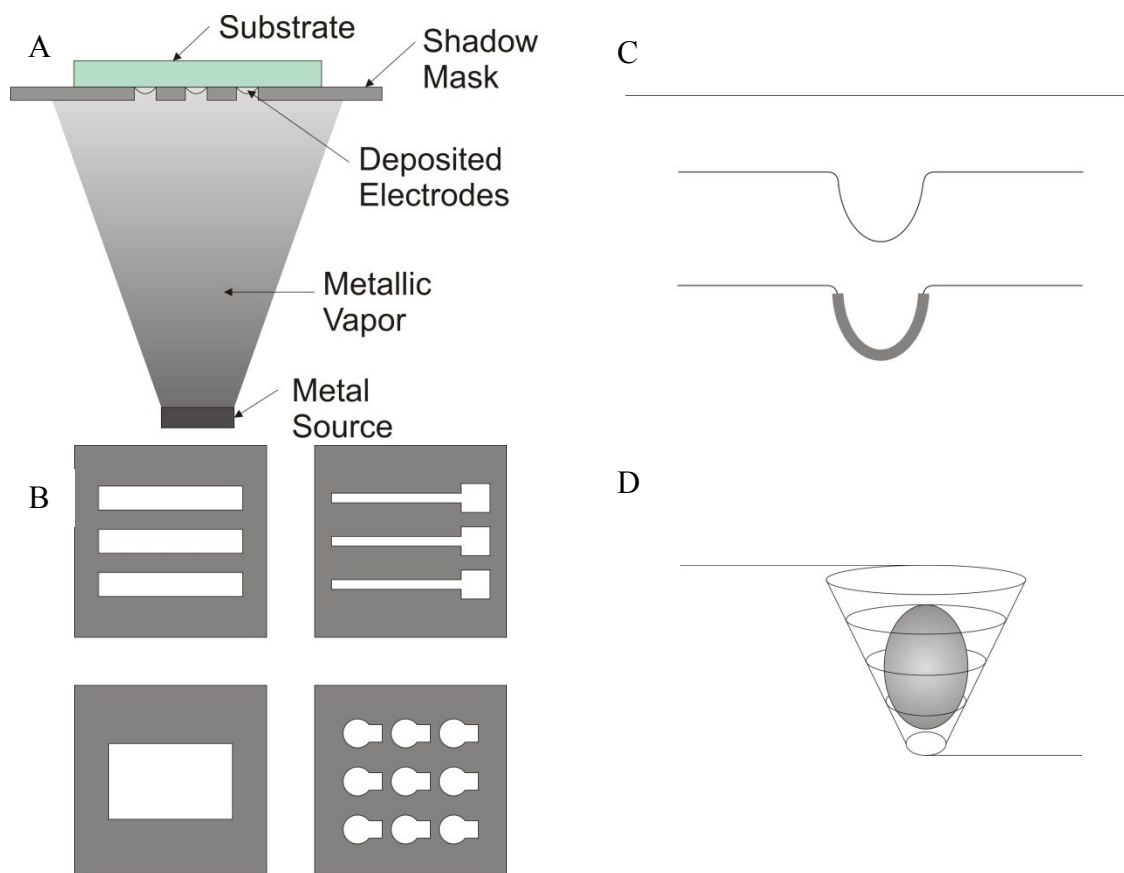 A
Substrate
Shadow
Mask
Deposited
Electrodes
Metallic
Vapor
Metal
Source
B
C
D